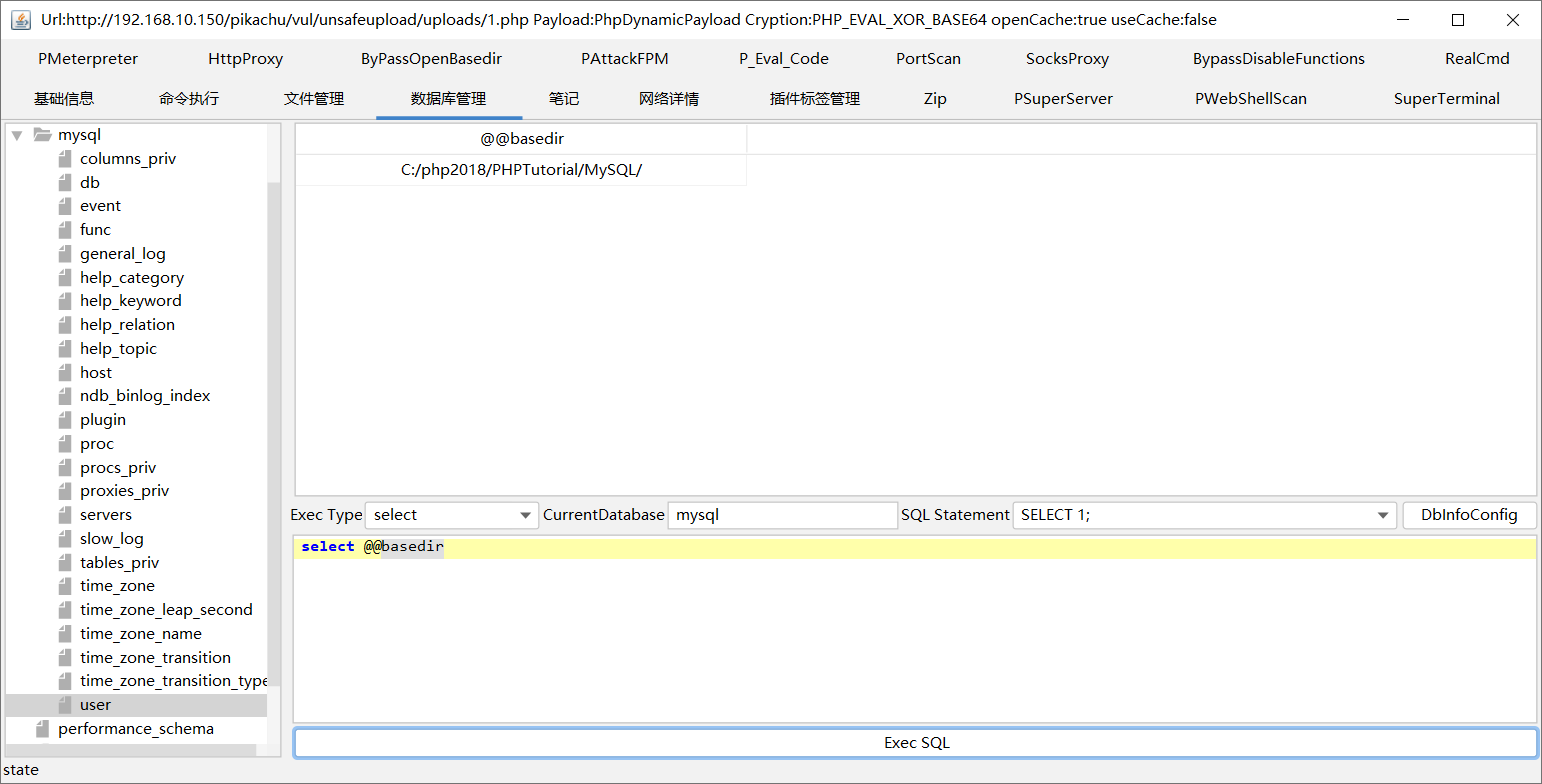 Url:http://192.168.10.150/pikachu/vul/unsafeupload/uploads/1.php Payload:PhpDynamicPayload Cryption:PHP_EVAL_XOR_BASE64 openCache:true useCache:false
PMeterpreter HttpProxy ByPassOpenBasedir PAttackFPM P_Eval_Code PortScan SocksProxy BypassDisableFunctions RealCmd
基础信息 命令执行 文件管理 数据库管理 笔记 网络详情 插件标签管理 Zip PSuperServer PWebShellScan SuperTerminal
mysql
columns_priv
db
event
func
general_log
help_category
help_keyword
help_relation
help_topic
host
ndb_binlog_index
plugin
proc
procs_priv
proxies_priv
servers
slow_log
tables_priv
time_zone
time_zone_leap_second
time_zone_name
time_zone_transition
time_zone_transition_type
user
performance_schema
@@basedir
C:/php2018/PHPTutorial/MySQL/
Exec Type select CurrentDatabase mysql SQL Statement SELECT 1; DbInfoConfig
select @@basedir
Exec SQL
state